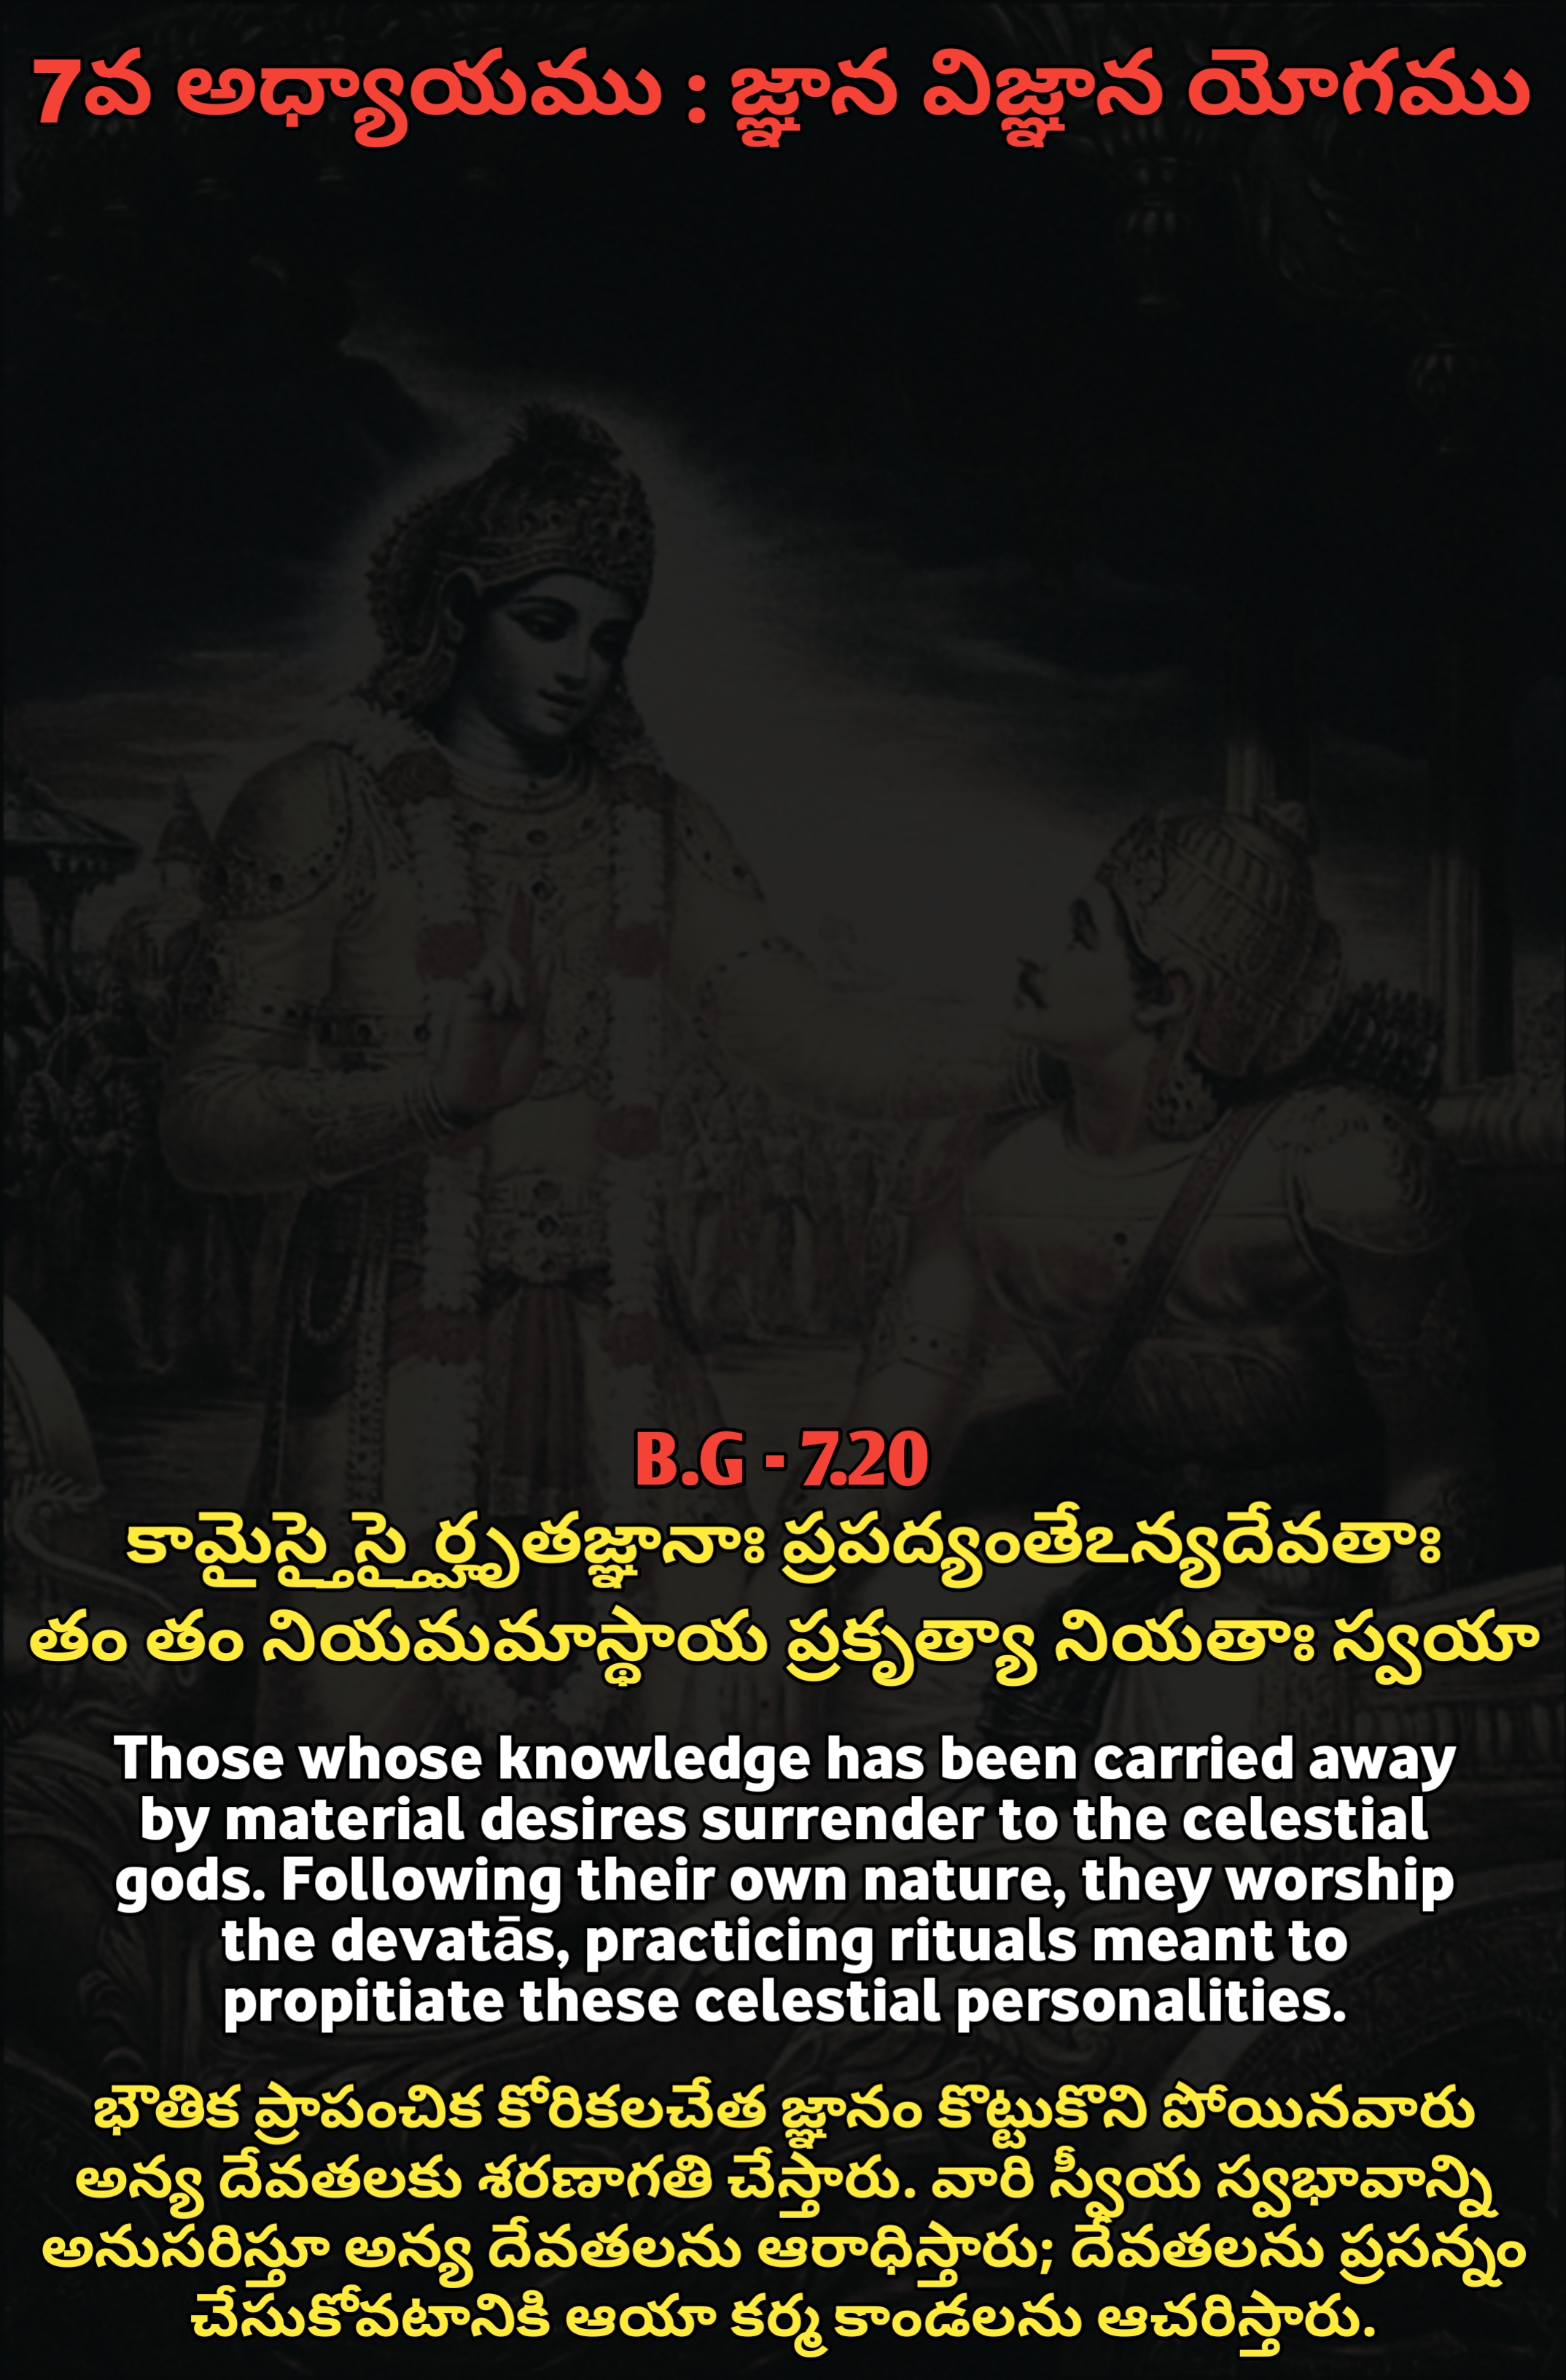 7వ అధ్యాయము : జ్ఞాన విజ్ఞాన యోగము
B.G - 7.20
కామైస్తైస్తైర్హృతజ్ఞానాః ప్రపద్యంతేఽన్యదేవతాః
తం తం నియమమాస్థాయ ప్రకృత్యా నియతాః స్వయా
Those whose knowledge has been carried away
by material desires surrender to the celestial
gods. Following their own nature, they worship
the devatās, practicing rituals meant to
propitiate these celestial personalities.
భౌతిక ప్రాపంచిక కోరికలచేత జ్ఞానం కొట్టుకొని పోయినవారు
అన్య దేవతలకు శరణాగతి చేస్తారు. వారి స్వీయ స్వభావాన్ని
అనుసరిస్తూ అన్య దేవతలను ఆరాధిస్తారు; దేవతలను ప్రసన్నం
చేసుకోవటానికి ఆయా కర్మ కాండలను ఆచరిస్తారు.